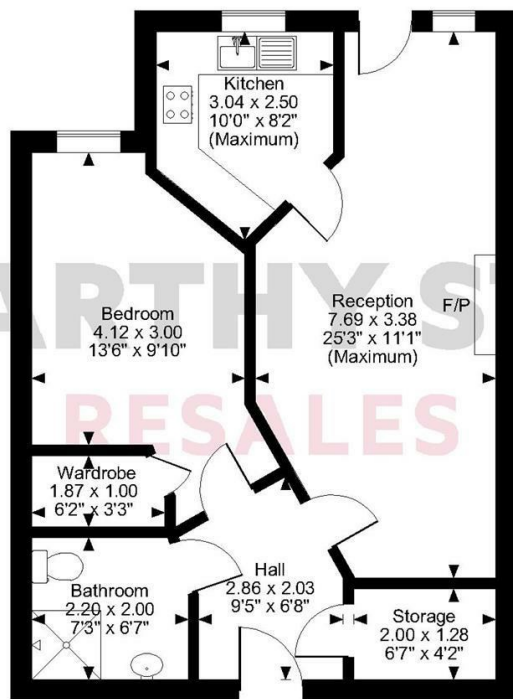 Kitchen
3.04 x 2.50
10'0" x 8'2"
(Maximum)
Bedroom
4.12 x 3.00
13'6" x 9'10"
Reception
7.69 x 3.38
25'3" x 11'1"
(Maximum)
F/P
ARTHY ST
RESALES
Wardrobe
1.87 x 1.00
6'2" x 3'3"
Bathroom
2.20 x 2.00
7'3" x 6'7"
Hall
2.86 x 2.03
9'5" x 6'8"
Storage
2.00 x 1.28
6'7" x 4'2"